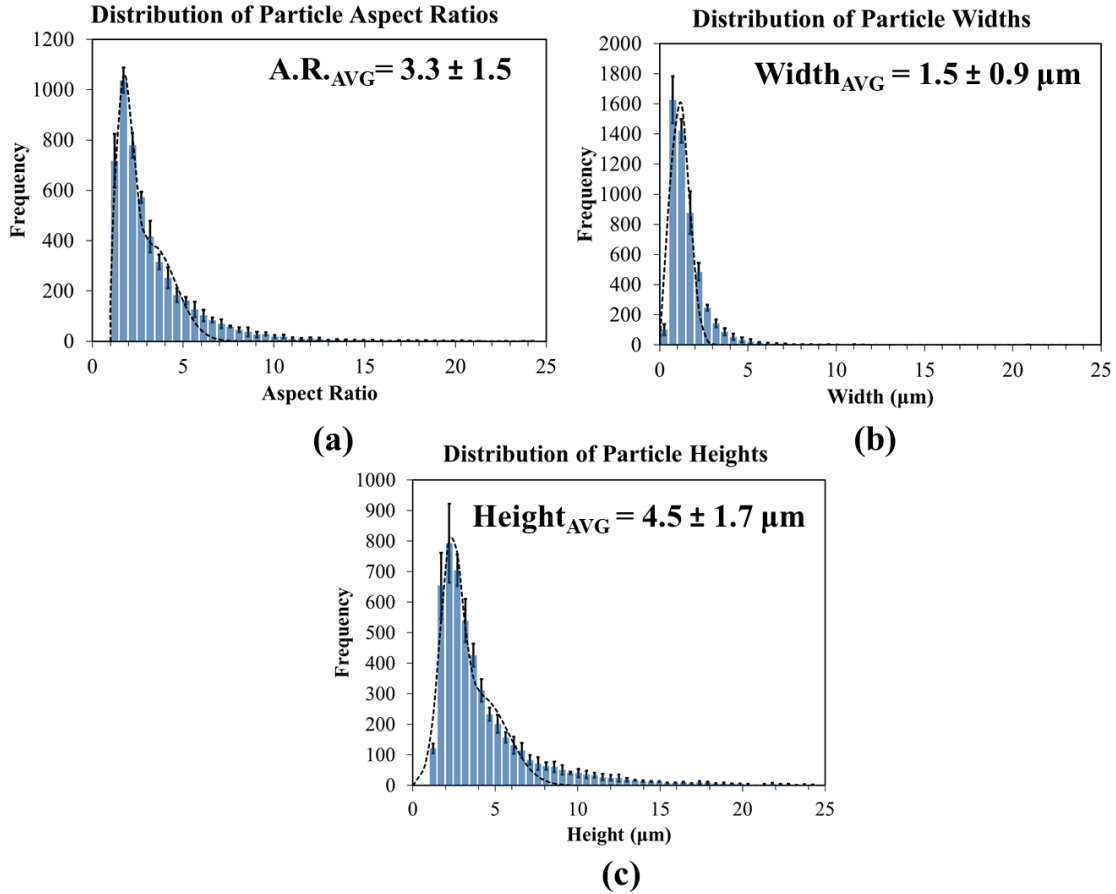 Distribution of Particle Aspect Ratios
A.R.AVG= 3.3 ± 1.5
1200
1000
800
600
400
200
0
Frequency
0 5 10 15 20 25
Aspect Ratio
(a)
Distribution of Particle Widths
WidthAVG = 1.5 ± 0.9 μm
2000
1800
1600
1400
1200
1000
800
600
400
200
0
Frequency
0 5 10 15 20 25
Width (μm)
(b)
Distribution of Particle Heights
HeightAVG = 4.5 ± 1.7 μm
1000
900
800
700
600
500
400
300
200
100
0
Frequency
0 5 10 15 20 25
Height (μm)
(c)